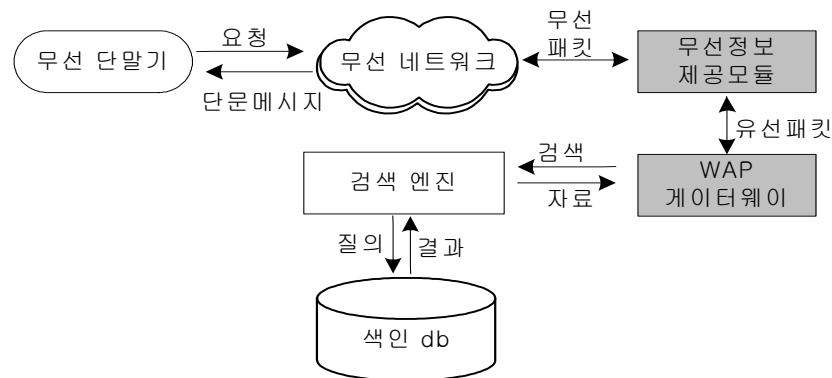 무선 단말기
요청
단문메시지
무선 네트워크
무선
패킷
무선정보
제공모듈
유선패킷
WAP
게이터웨이
검색
자료
검색 엔진
질의
결과
색인 db